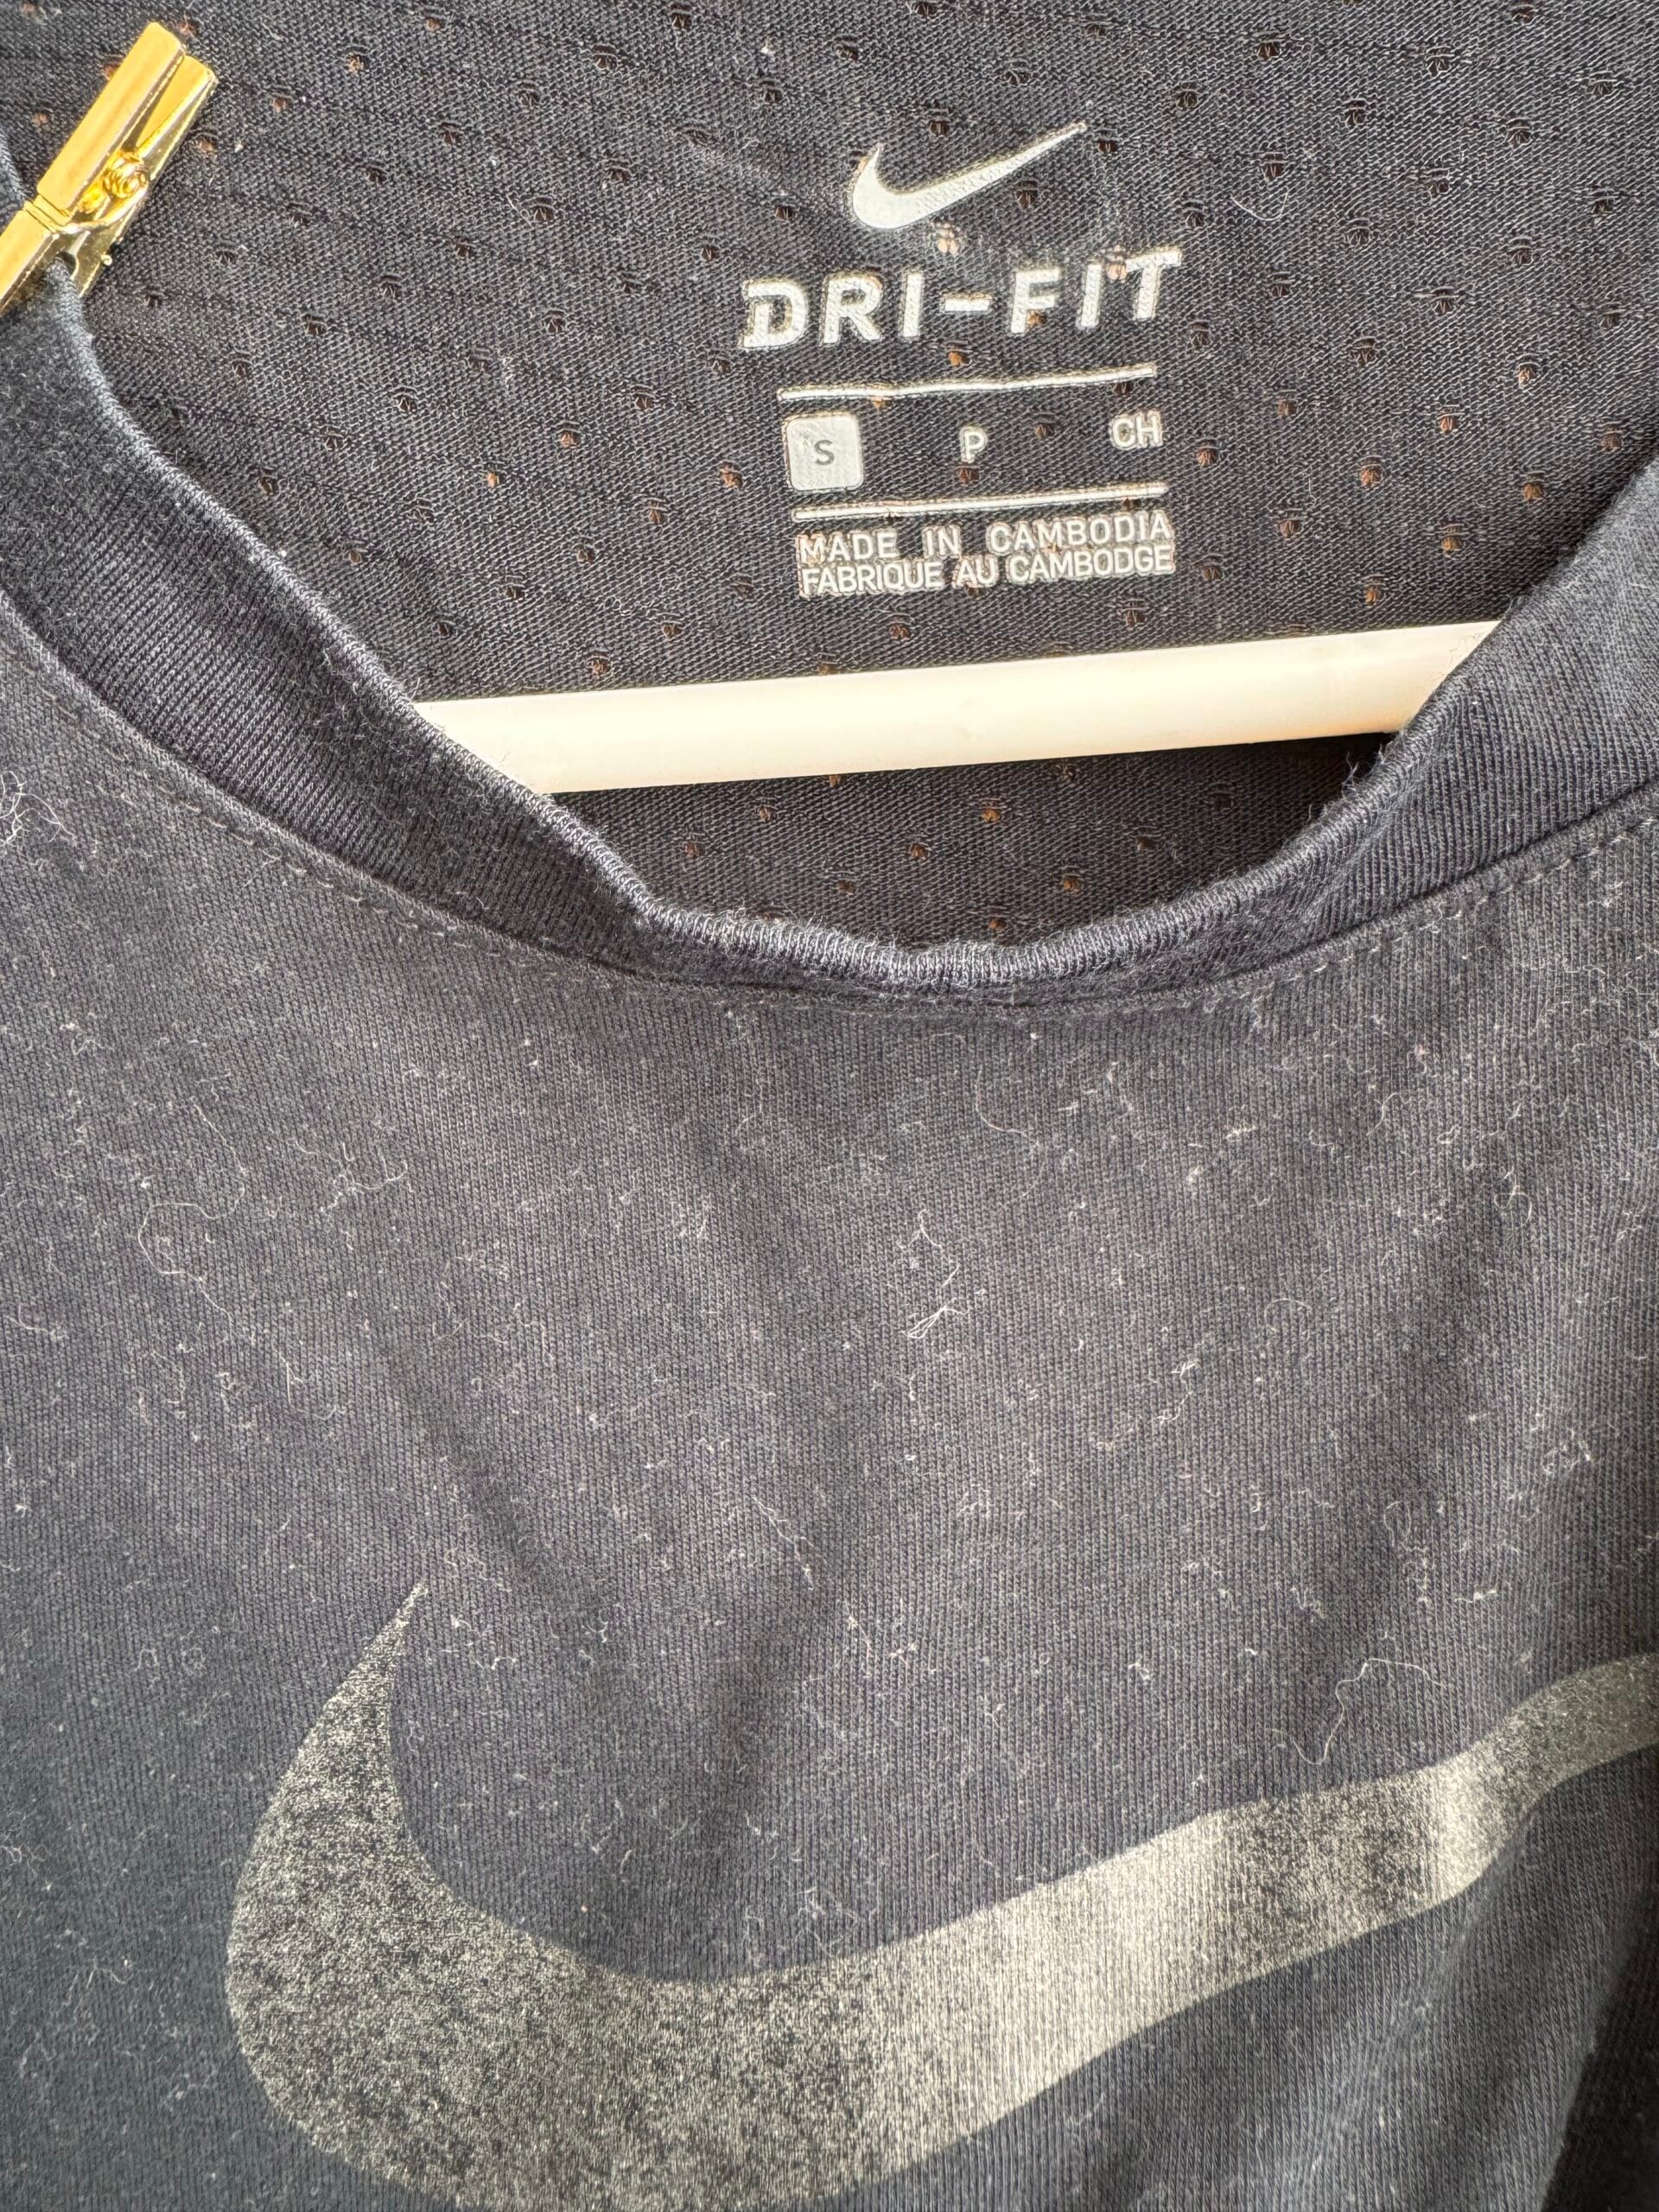 DRI-FIT
S P CH
MADE IN CAMBODIA
FABRIQUE AU CAMBODGE